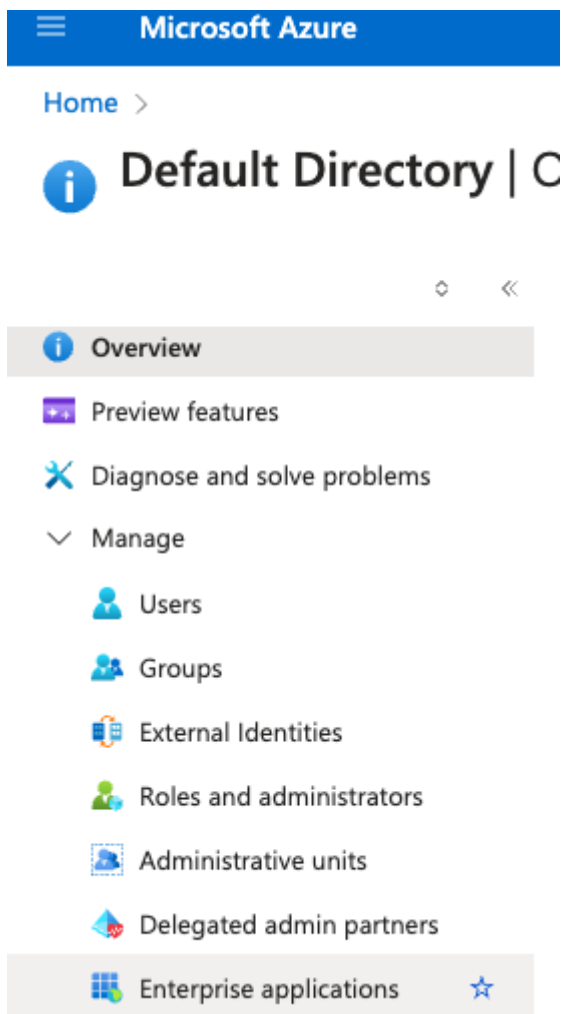 Microsoft Azure
Home >
Default Directory |
Overview
Preview features
Diagnose and solve problems
Manage
Users
Groups
External Identities
Roles and administrators
Administrative units
Delegated admin partners
Enterprise applications